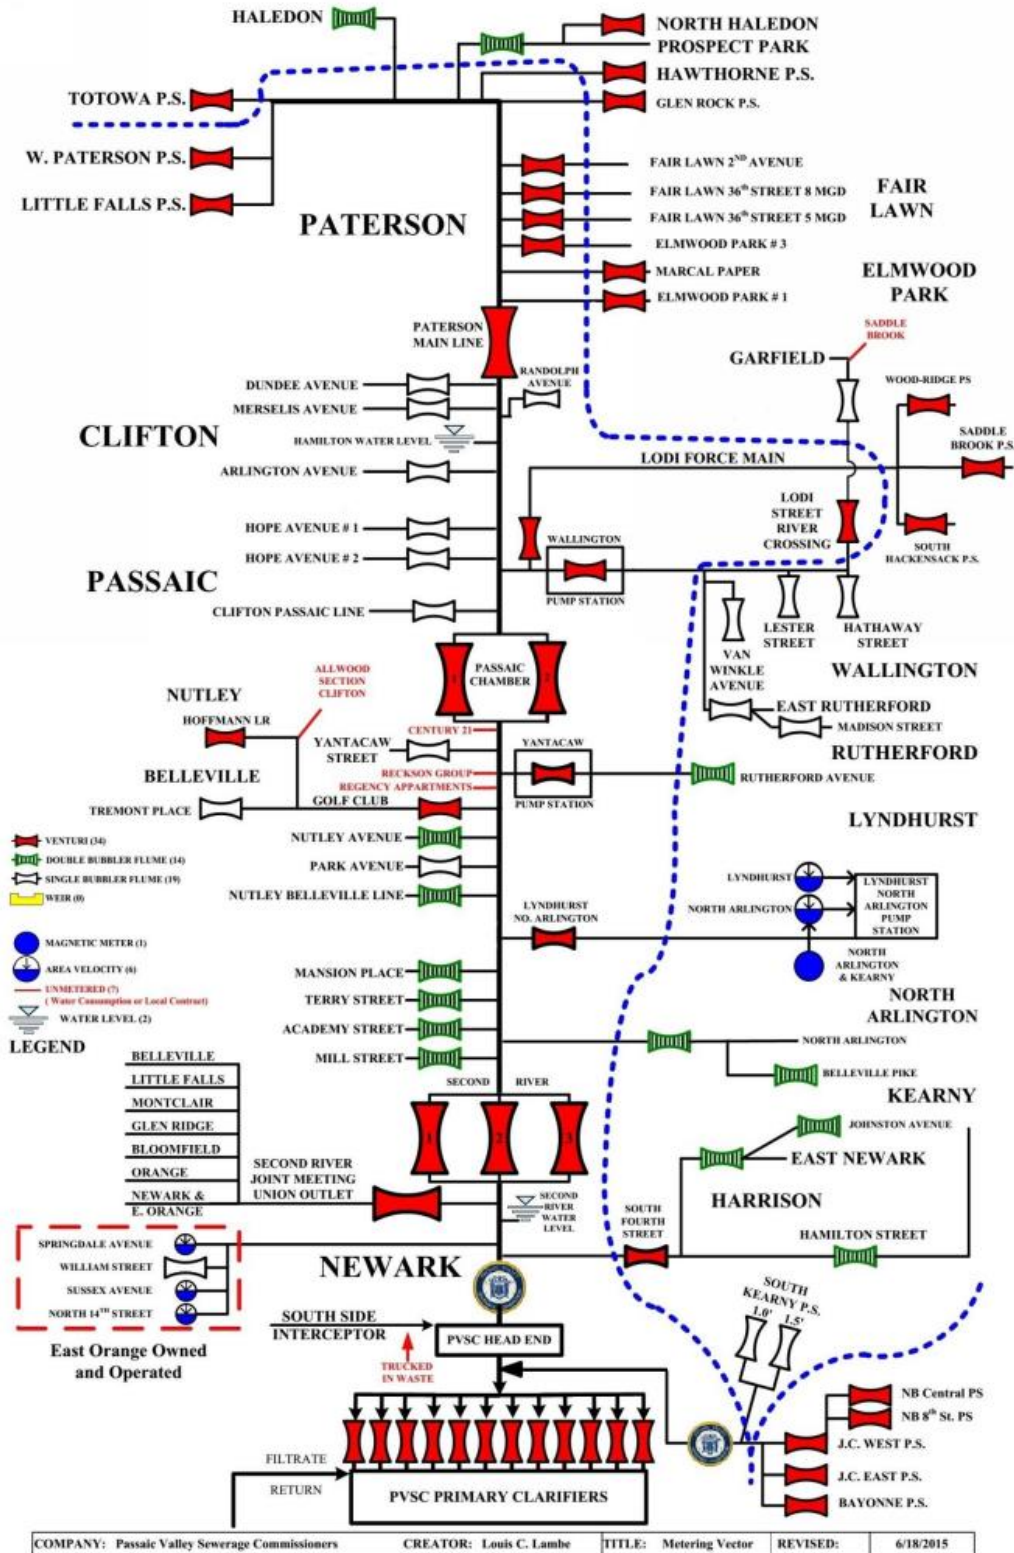 HALEDON
NORTH HALEDON
PROSPECT PARK
HAWTHORNE P.S.
TOTOWA P.S.
GLEN ROCK P.S.
W. PATERSON P.S.
LITTLE FALLS P.S.
PATERSON
FAIR LAWN 2ND AVENUE
FAIR LAWN 36th STREET 8 MGD
FAIR LAWN 36th STREET 5 MGD
ELMWOOD PARK # 3
MARCAL PAPER
ELMWOOD PARK # 1
FAIR
LAWN
ELMWOOD
PARK
PATERSON
MAIN LINE
SADDLE
BROOK
GARFIELD
DUNDEE AVENUE
RANDOLPH
AVENUE
MERSELIS AVENUE
WOOD-RIDGE PS
CLIFTON
HAMILTON WATER LEVEL
SADDLE
BROOK P.S.
LODI FORCE MAIN
ARLINGTON AVENUE
LODI
STREET
RIVER
CROSSING
HOPE AVENUE # 1
WALLINGTON
SOUTH
HACKENSACK P.S.
HOPE AVENUE # 2
PASSAIC
PUMP STATION
CLIFTON PASSAIC LINE
LESTER
STREET
HATHAWAY
STREET
VAN
WINKLE
AVENUE
WALLINGTON
1
PASSAIC
CHAMBER
2
ALLWOOD
SECTION
CLIFTON
NUTLEY
HOFFMANN LR
EAST RUTHERFORD
MADISON STREET
RUTHERFORD
CENTURY 21
YANTACAW
STREET
YANTACAW
BELLEVILLE
RECKSON GROUP
REGENCY APPARTMENTS
RUTHERFORD AVENUE
PUMP STATION
TREMONT PLACE
GOLF CLUB
LYNDHURST
NUTLEY AVENUE
PARK AVENUE
NUTLEY BELLEVILLE LINE
VENTURI (34)
DOUBLE BUBBLER FLUME (14)
SINGLE BUBBLER FLUME (19)
WEIR (0)
MAGNETIC METER (1)
AREA VELOCITY (6)
UNMETERED (7)
( Water Consumption or Local Contract)
WATER LEVEL (2)
LEGEND
LYNDHURST
NORTH ARLINGTON
LYNDHURST
NORTH
ARLINGTON
PUMP
STATION
LYNDHURST
NO. ARLINGTON
NORTH
ARLINGTON
& KEARNY
MANSION PLACE
TERRY STREET
ACADEMY STREET
MILL STREET
NORTH
ARLINGTON
NORTH ARLINGTON
BELLEVILLE PIKE
KEARNY
BELLEVILLE
LITTLE FALLS
MONTCLAIR
GLEN RIDGE
BLOOMFIELD
ORANGE
NEWARK &
E. ORANGE
SECOND RIVER
1
2
3
JOHNSTON AVENUE
EAST NEWARK
HARRISON
SECOND RIVER
JOINT MEETING
UNION OUTLET
SECOND
RIVER
WATER
LEVEL
SOUTH
FOURTH
STREET
HAMILTON STREET
SPRINGDALE AVENUE
WILLIAM STREET
SUSSEX AVENUE
NORTH 14TH STREET
East Orange Owned
and Operated
NEWARK
SOUTH SIDE
INTERCEPTOR
PVSC HEAD END
TRUCKED
IN WASTE
SOUTH
KEARNY P.S.
1.0'
1.5'
NB Central PS
NB 8th St. PS
J.C. WEST P.S.
J.C. EAST P.S.
BAYONNE P.S.
FILTRATE
RETURN
PVSC PRIMARY CLARIFIERS
COMPANY: Passaic Valley Sewerage Commissioners CREATOR: Louis C. Lambe TITLE: Metering Vector REVISED: 6/18/2015